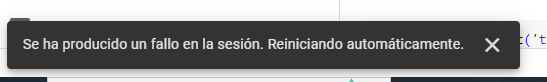 Se ha producido un fallo en la sesión. Reiniciando automáticamente.
('t